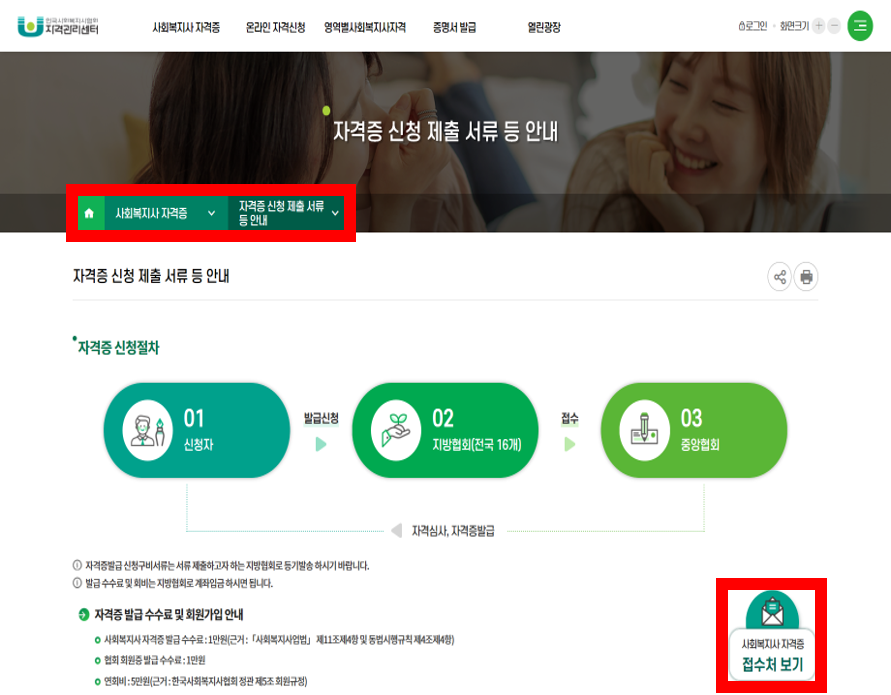 한국사회복지사협회
자격관리센터
사회복지사 자격증 온라인 자격신청 영역별사회복지사자격 증명서 발급 열린광장
로그인 화면크기 + −
자격증 신청 제출 서류 등 안내
사회복지사 자격증
자격증 신청 제출 서류
등 안내
자격증 신청 제출 서류 등 안내
자격증 신청절차
01
신청자
발급신청
02
지방협회(전국 16개)
접수
03
중앙협회
자격심사, 자격증발급
자격증발급 신청구비서류는 서류 제출하고자 하는 지방협회로 등기발송 하시기 바랍니다.
발급 수수료 및 회비는 지방협회로 계좌입금 하시면 됩니다.
자격증 발급 수수료 및 회원가입 안내
사회복지사 자격증 발급 수수료 : 1만원(근거 : 「사회복지사업법」 제11조제4항 및 동법시행규칙 제4조제4항)
협회 회원증 발급 수수료 : 1만원
연회비 : 5만원(근거 : 한국사회복지사협회 정관 제5조 회원규정)
사회복지사 자격증
접수처 보기